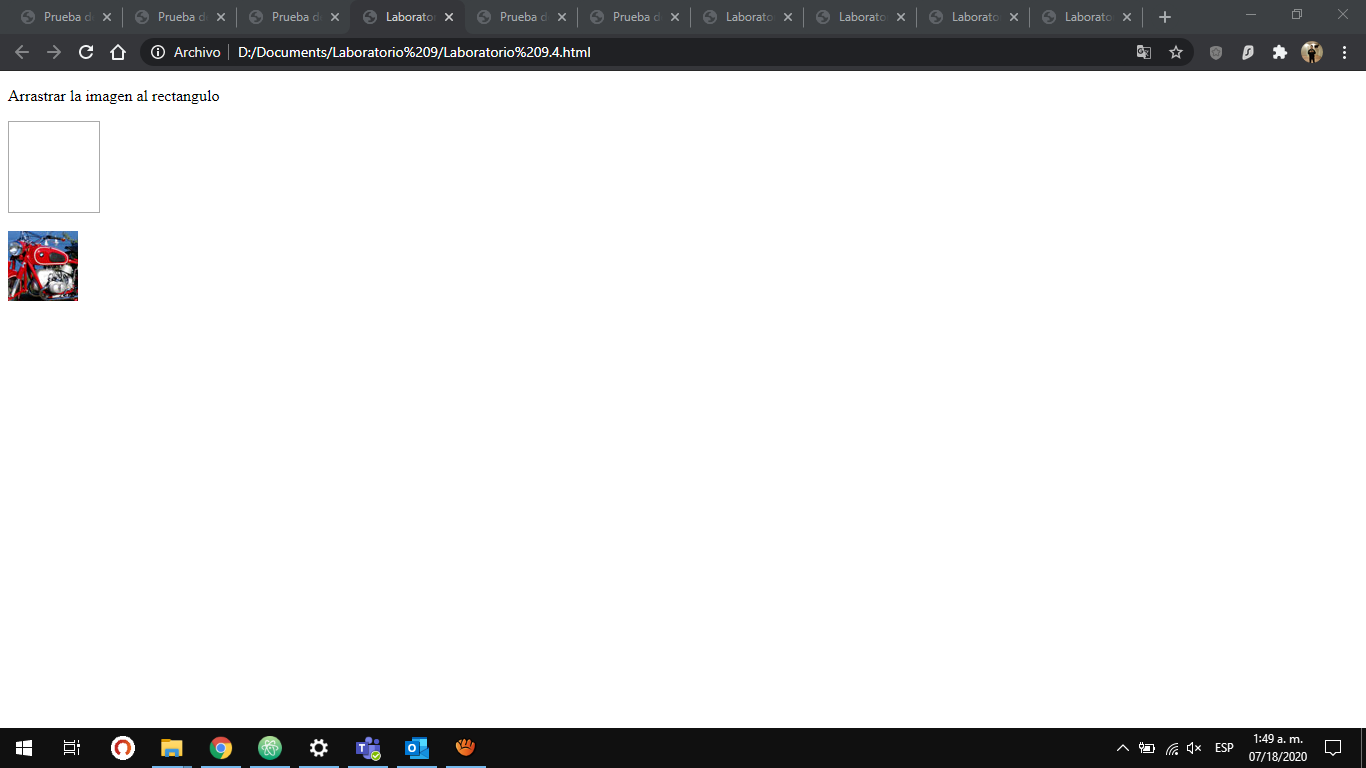 Prueba d
Prueba d
Prueba d
Laborato
Prueba d
Prueba d
Laborato
Laborato
Laborato
Laborato
Archivo D:/Documents/Laboratorio%209/Laboratorio%209.4.html
Arrastrar la imagen al rectangulo
ESP
1:49 a. m.
07/18/2020